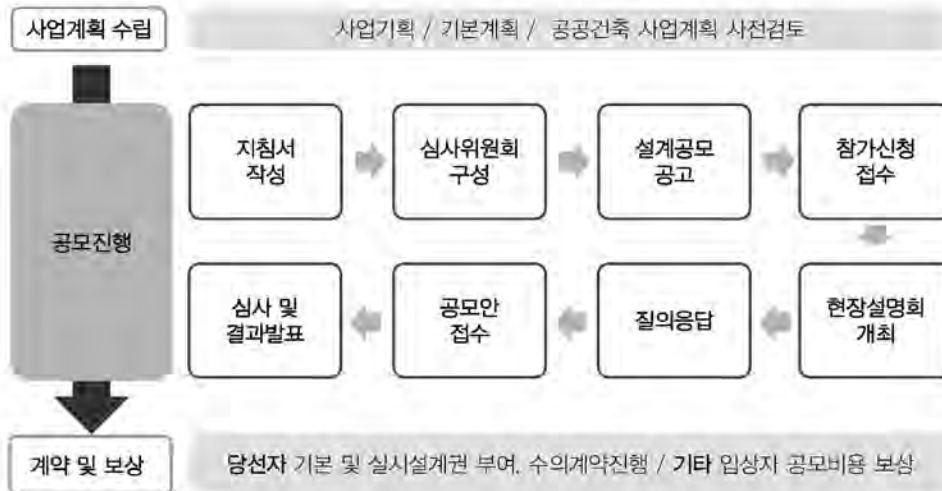 사업계획 수립
사업기획 / 기본계획 / 공공건축 사업계획 사전검토
공모진행
지침서
작성
심사위원회
구성
설계공모
공고
참가신청
접수
현장설명회
개최
질의응답
공모안
접수
심사 및
결과발표
계약 및 보상
당선자 기본 및 실시설계권 부여, 수의계약진행 / 기타 입상자 공모비용 보상